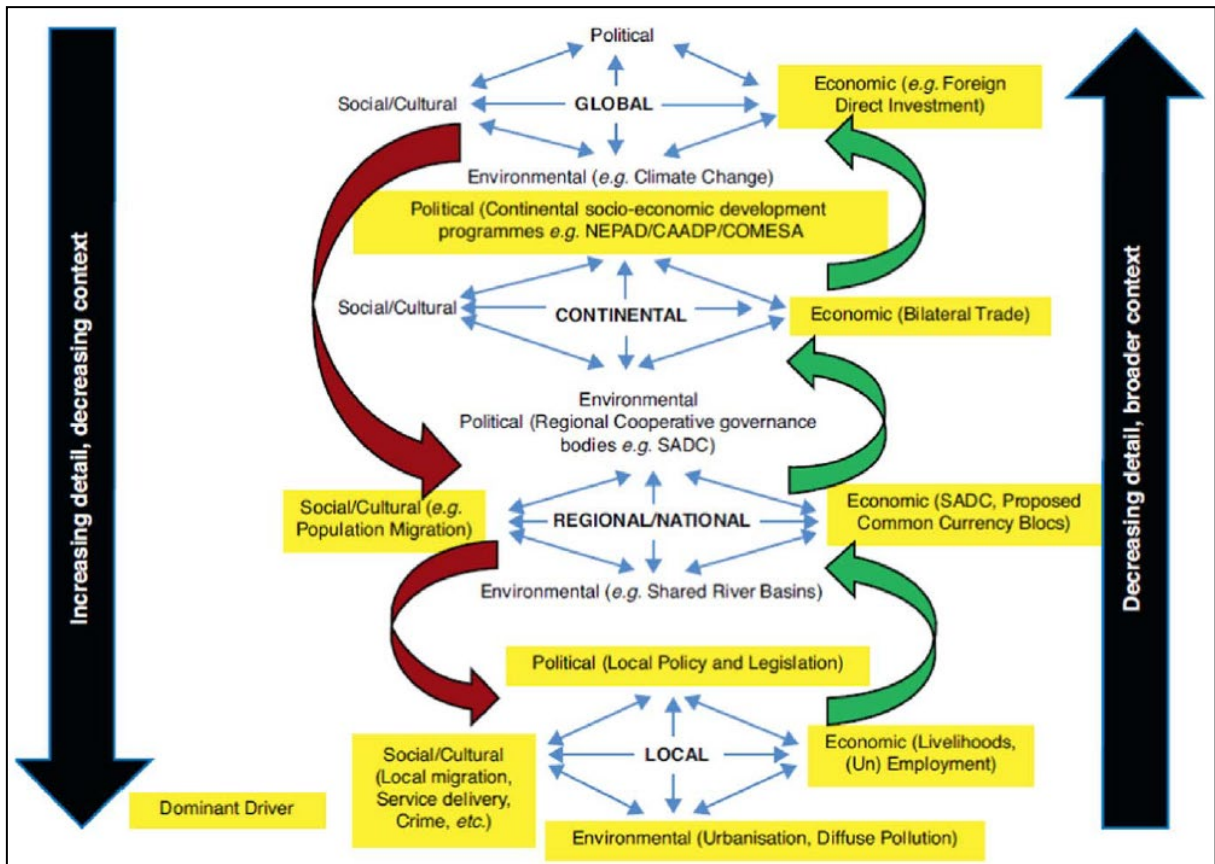 Increasing detail, decreasing context
Decreasing detail, broader context
Political
Social/Cultural
GLOBAL
Economic (e.g. Foreign
Direct Investment)
Environmental (e.g. Climate Change)
Political (Continental socio-economic development
programmes e.g. NEPAD/CAADP/COMESA
Social/Cultural
CONTINENTAL
Economic (Bilateral Trade)
Environmental
Political (Regional Cooperative governance
bodies e.g. SADC)
Social/Cultural (e.g.
Population Migration)
REGIONAL/NATIONAL
Economic (SADC, Proposed
Common Currency Blocs)
Environmental (e.g. Shared River Basins)
Political (Local Policy and Legislation)
Social/Cultural
(Local migration,
Service delivery,
Crime, etc.)
LOCAL
Economic (Livelihoods,
(Un) Employment)
Environmental (Urbanisation, Diffuse Pollution)
Dominant Driver